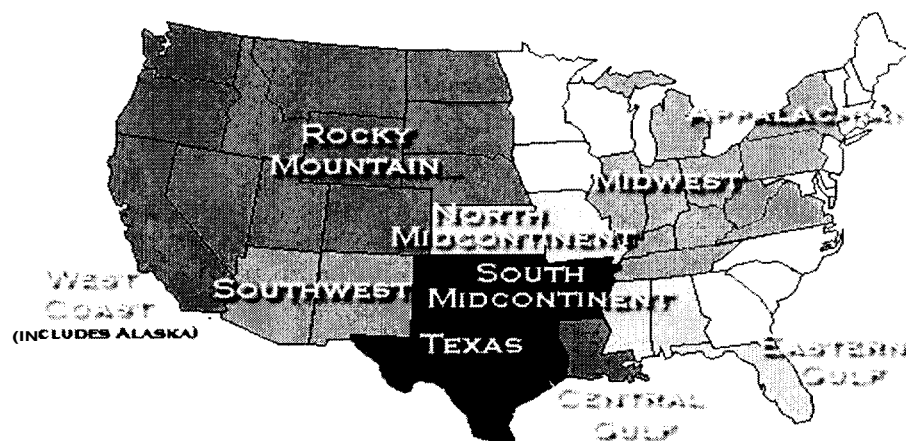 APPALACHIAN
ROCKY
MOUNTAIN
MIDWEST
NORTH
MIDCONTINENT
WEST
COAST
(INCLUDES ALASKA)
SOUTHWEST
SOUTH
MIDCONTINENT
TEXAS
EASTERN
GULF
CENTRAL
GULF